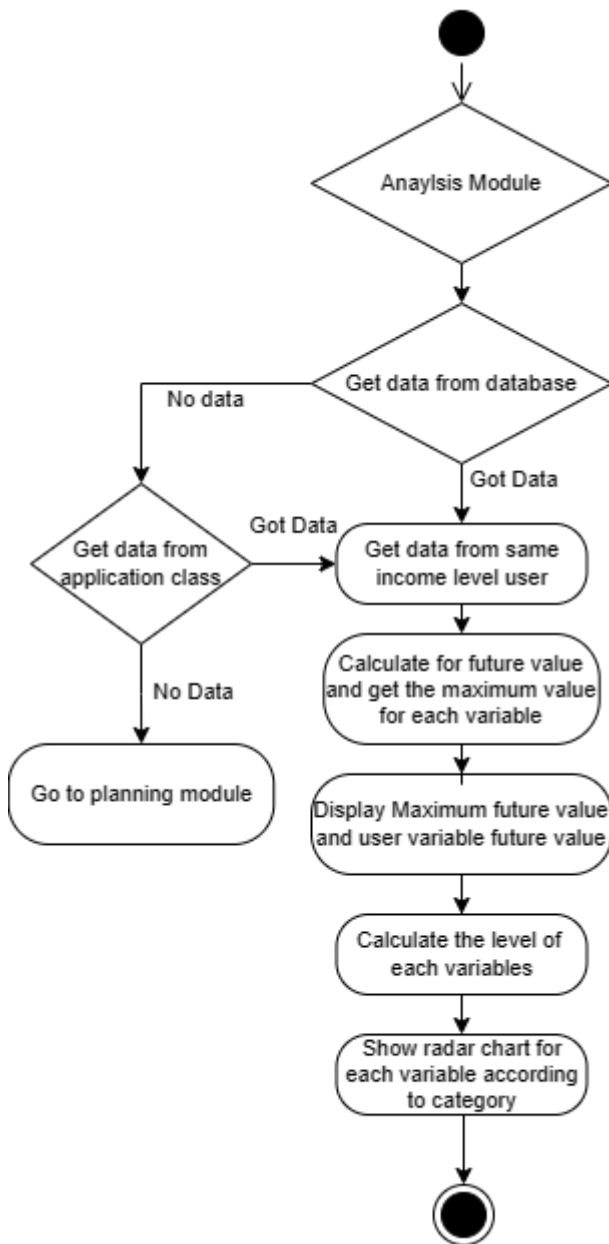 Anaylsis Module
Get data from database
No data
Got Data
Get data from
application class
Got Data
Get data from same
income level user
No Data
Calculate for future value
and get the maximum value
for each variable
Go to planning module
Display Maximum future value
and user variable future value
Calculate the level of
each variables
Show radar chart for
each variable according
to category